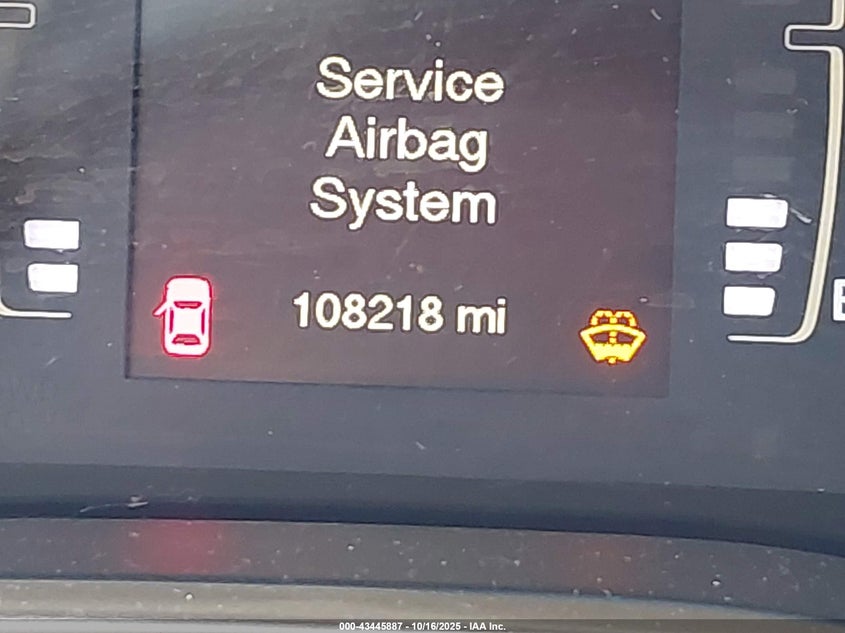 Service
Airbag
System
108218 mi
E
000-43445887 - 10/16/2025 - IAA Inc.